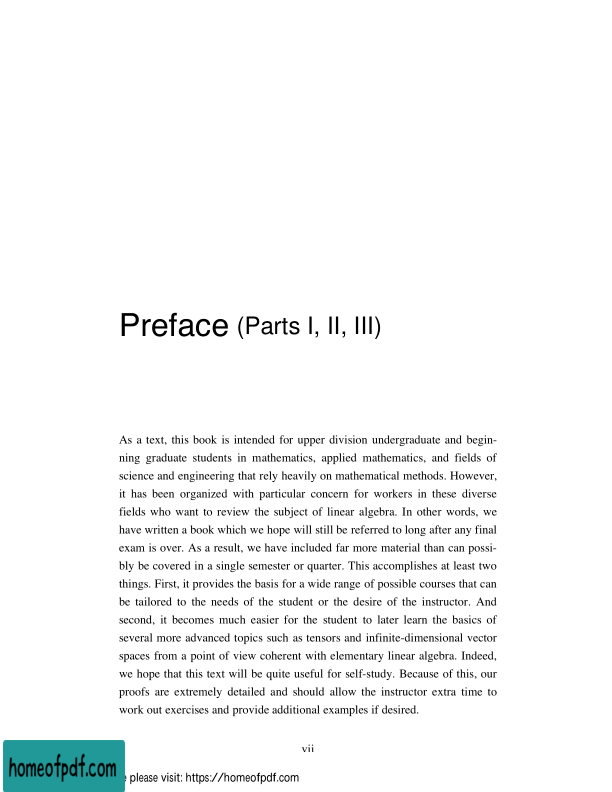 Preface (Parts I, II, III)
As a text, this book is intended for upper division undergraduate and begin-
ning graduate students in mathematics, applied mathematics, and fields of
science and engineering that rely heavily on mathematical methods. However,
it has been organized with particular concern for workers in these diverse
fields who want to review the subject of linear algebra. In other words, we
have written a book which we hope will still be referred to long after any final
exam is over. As a result, we have included far more material than can possi-
bly be covered in a single semester or quarter. This accomplishes at least two
things. First, it provides the basis for a wide range of possible courses that can
be tailored to the needs of the student or the desire of the instructor. And
second, it becomes much easier for the student to later learn the basics of
several more advanced topics such as tensors and infinite-dimensional vector
spaces from a point of view coherent with elementary linear algebra. Indeed,
we hope that this text will be quite useful for self-study. Because of this, our
proofs are extremely detailed and should allow the instructor extra time to
work out exercises and provide additional examples if desired.
vii
homeofpdf.com
please visit: https://homeofpdf.com